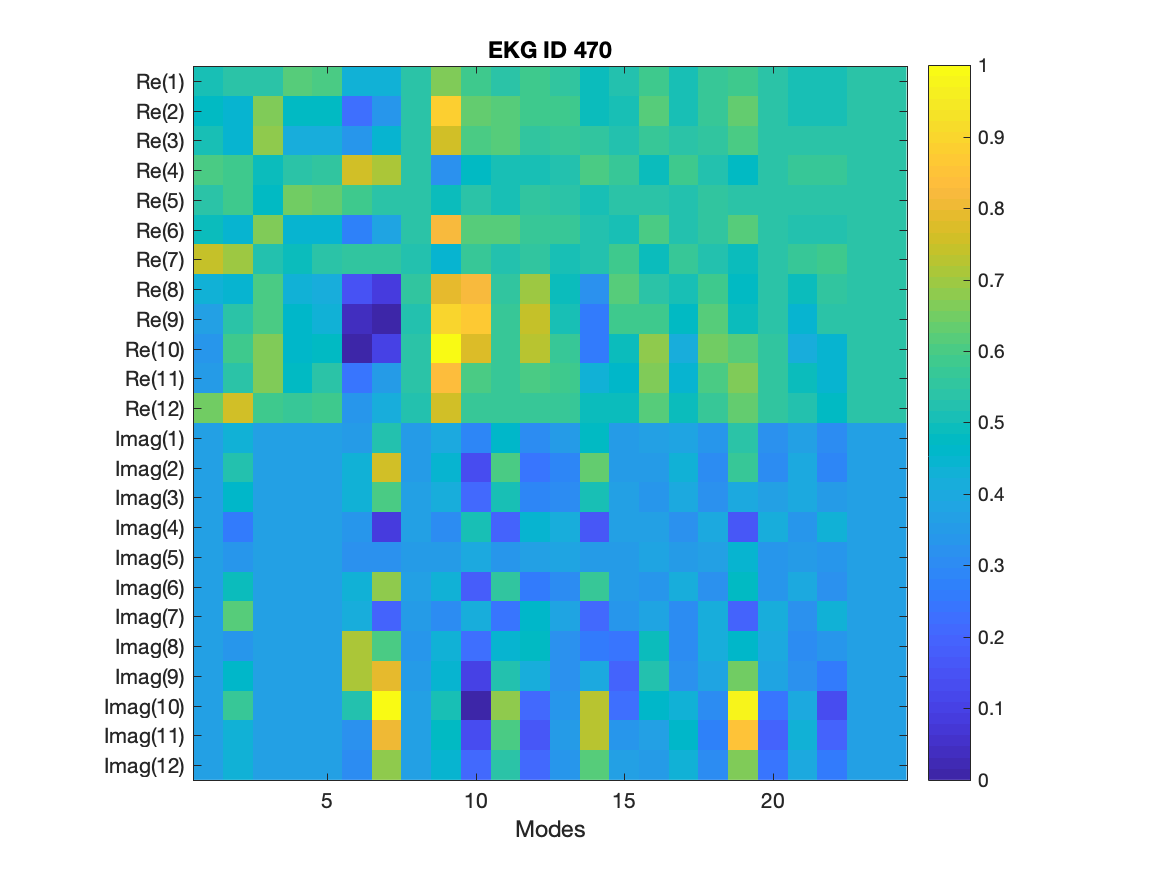 EKG ID 470
Re(1)
Re(2)
Re(3)
Re(4)
Re(5)
Re(6)
Re(7)
Re(8)
Re(9)
Re(10)
Re(11)
Re(12)
Imag(1)
Imag(2)
Imag(3)
Imag(4)
Imag(5)
Imag(6)
Imag(7)
Imag(8)
Imag(9)
Imag(10)
Imag(11)
Imag(12)
5 10 15 20
Modes
1
0.9
0.8
0.7
0.6
0.5
0.4
0.3
0.2
0.1
0